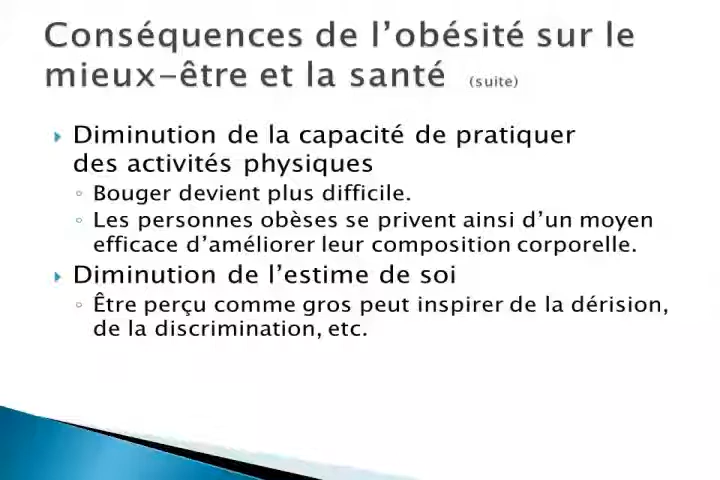 Conséquences de l’obésité sur le
mieux-être et la santé (suite)
Diminution de la capacité de pratiquer
des activités physiques
Bouger devient plus difficile.
Les personnes obèses se privent ainsi d’un moyen
efficace d’améliorer leur composition corporelle.
Diminution de l’estime de soi
Être perçu comme gros peut inspirer de la dérision,
de la discrimination, etc.